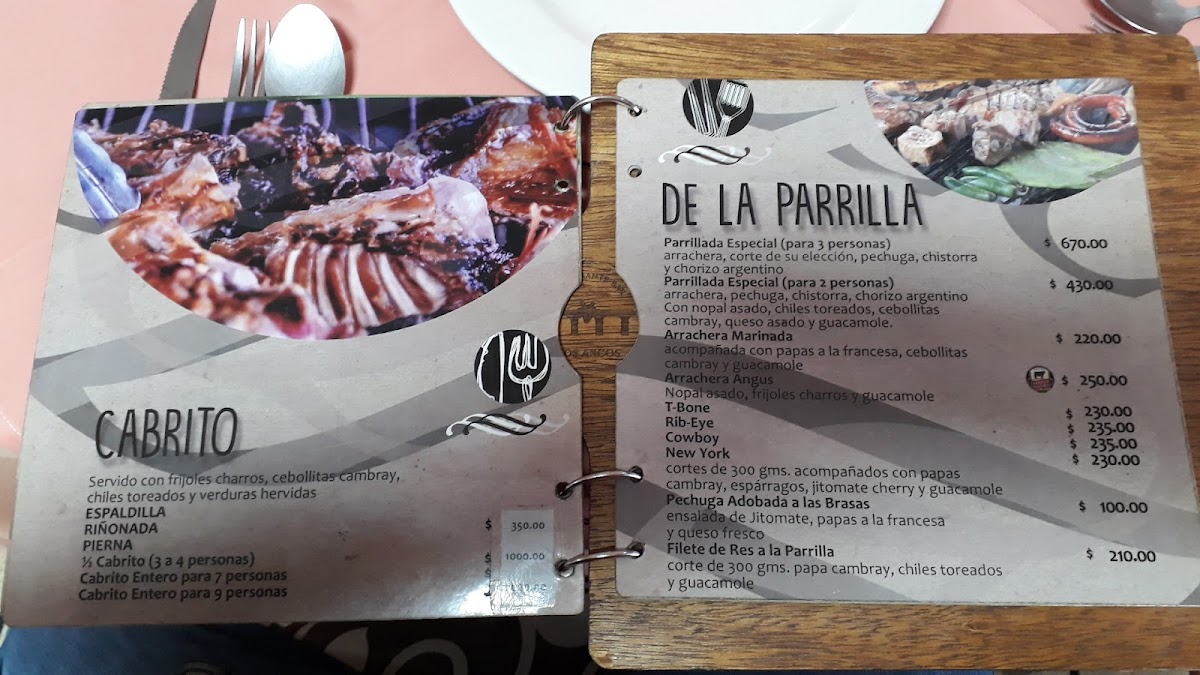 CABRITO
Servido con frijoles charros, cebollitas cambray,
chiles toreados y verduras hervidas
ESPALDILLA
RIÑONADA $ 350.00
PIERNA
½ Cabrito (3 a 4 personas) $ 1000.00
Cabrito Entero para 7 personas $
Cabrito Entero para 9 personas $
DE LA PARRILLA
Parrillada Especial (para 3 personas) $ 670.00
arrachera, corte de su elección, pechuga, chistorra
y chorizo argentino
Parrillada Especial (para 2 personas) $ 430.00
arrachera, pechuga, chistorra, chorizo argentino
Con nopal asado, chiles toreados, cebollitas
cambray, queso asado y guacamole.
Arrachera Marinada $ 220.00
acompañada con papas a la francesa, cebollitas
cambray y guacamole
Arrachera Angus $ 250.00
Nopal asado, frijoles charros y guacamole
T-Bone $ 230.00
Rib-Eye $ 235.00
Cowboy $ 235.00
New York $ 230.00
cortes de 300 gms. acompañados con papas
cambray, espárragos, jitomate cherry y guacamole
Pechuga Adobada a las Brasas $ 100.00
ensalada de Jitomate, papas a la francesa
y queso fresco
Filete de Res a la Parrilla $ 210.00
corte de 300 gms. papa cambray, chiles toreados
y guacamole